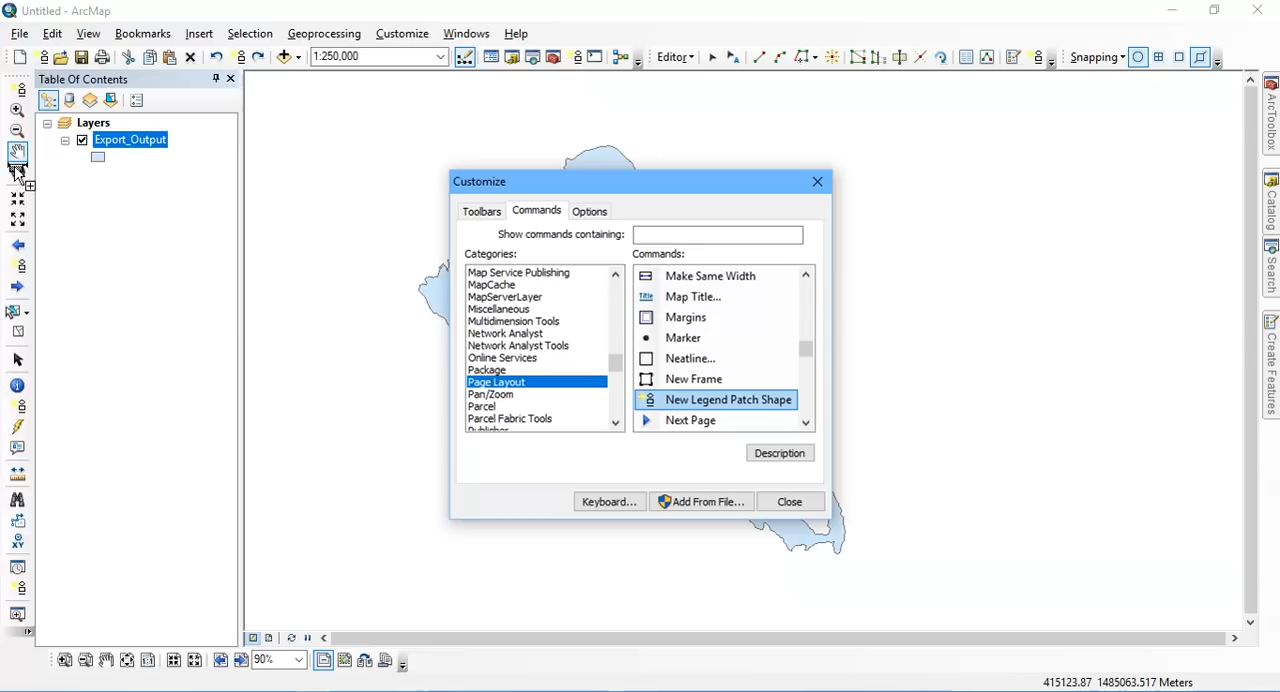 Untitled - ArcMap
File Edit View Bookmarks Insert Selection Geoprocessing Customize Windows Help
1:250,000
Editor
Snapping
Table Of Contents
Layers
Export_Output
Customize
Toolbars Commands Options
Show commands containing:
Categories: Commands:
Map Service Publishing
MapCache
MapServerLayer
Miscellaneous
Multidimension Tools
Network Analyst
Network Analyst Tools
Online Services
Package
Page Layout
Pan/Zoom
Parcel
Parcel Fabric Tools
Publisher
Make Same Width
Title Map Title...
Margins
Marker
Neatline...
New Frame
New Legend Patch Shape
Next Page
Description
Keyboard... Add From File... Close
ArcToolbox
Catalog
Search
Create Features
XY
90%
415123.87 1485063.517 Meters